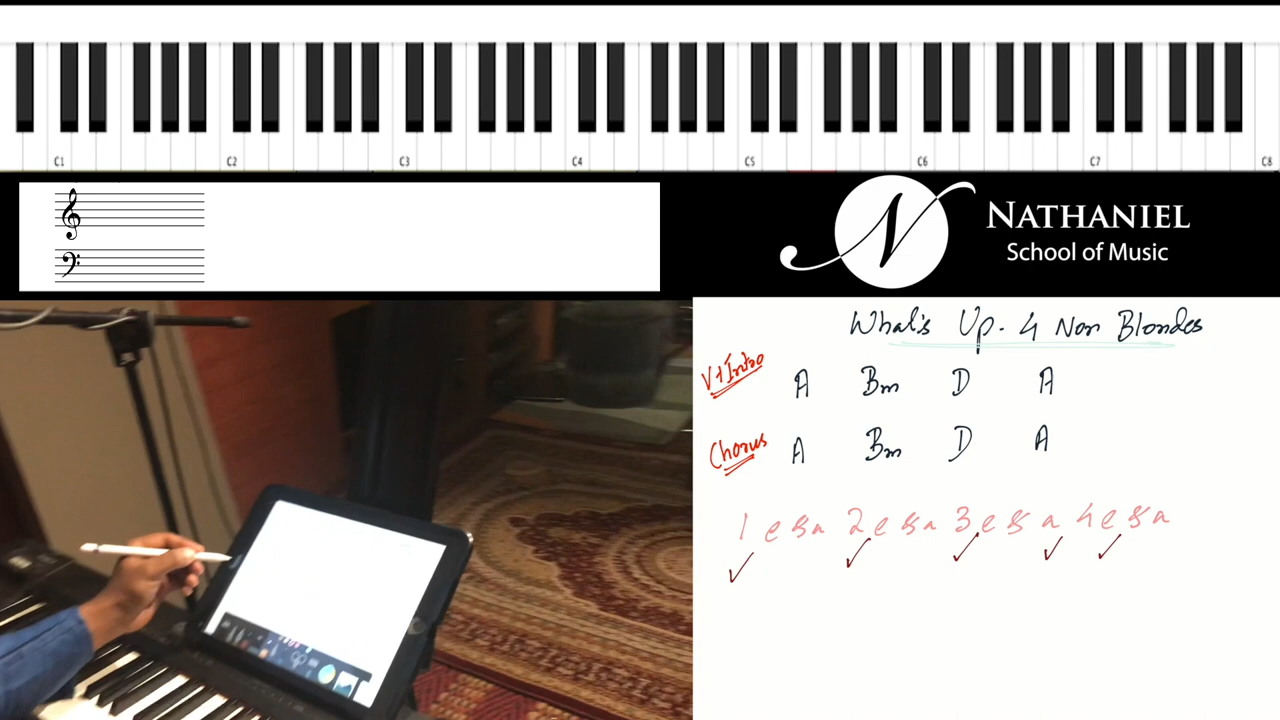 C1 C2 C3 C4 C5 C6 C7 C8
NATHANIEL
School of Music
What's Up - 4 Non Blondes
V+Intro A Bm D A
Chorus A Bm D A
1 e & a 2 e & a 3 e & a 4 e & a